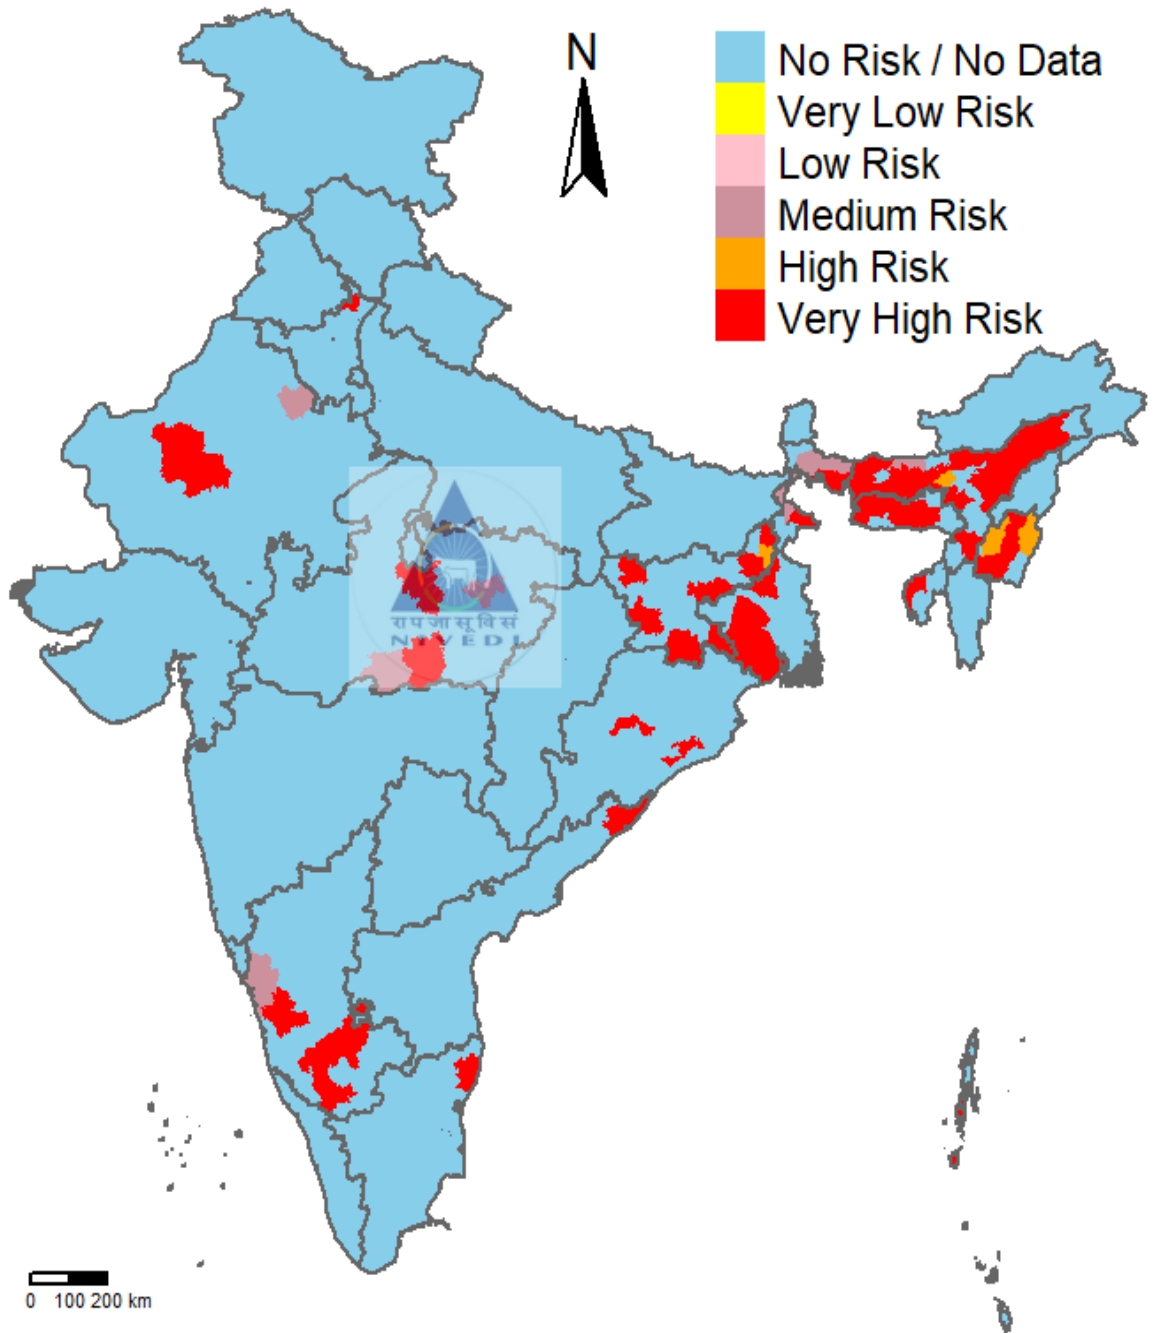 N
No Risk / No Data
Very Low Risk
Low Risk
Medium Risk
High Risk
Very High Risk
राप जा सू वि सं
NIVEDI
0 100 200 km